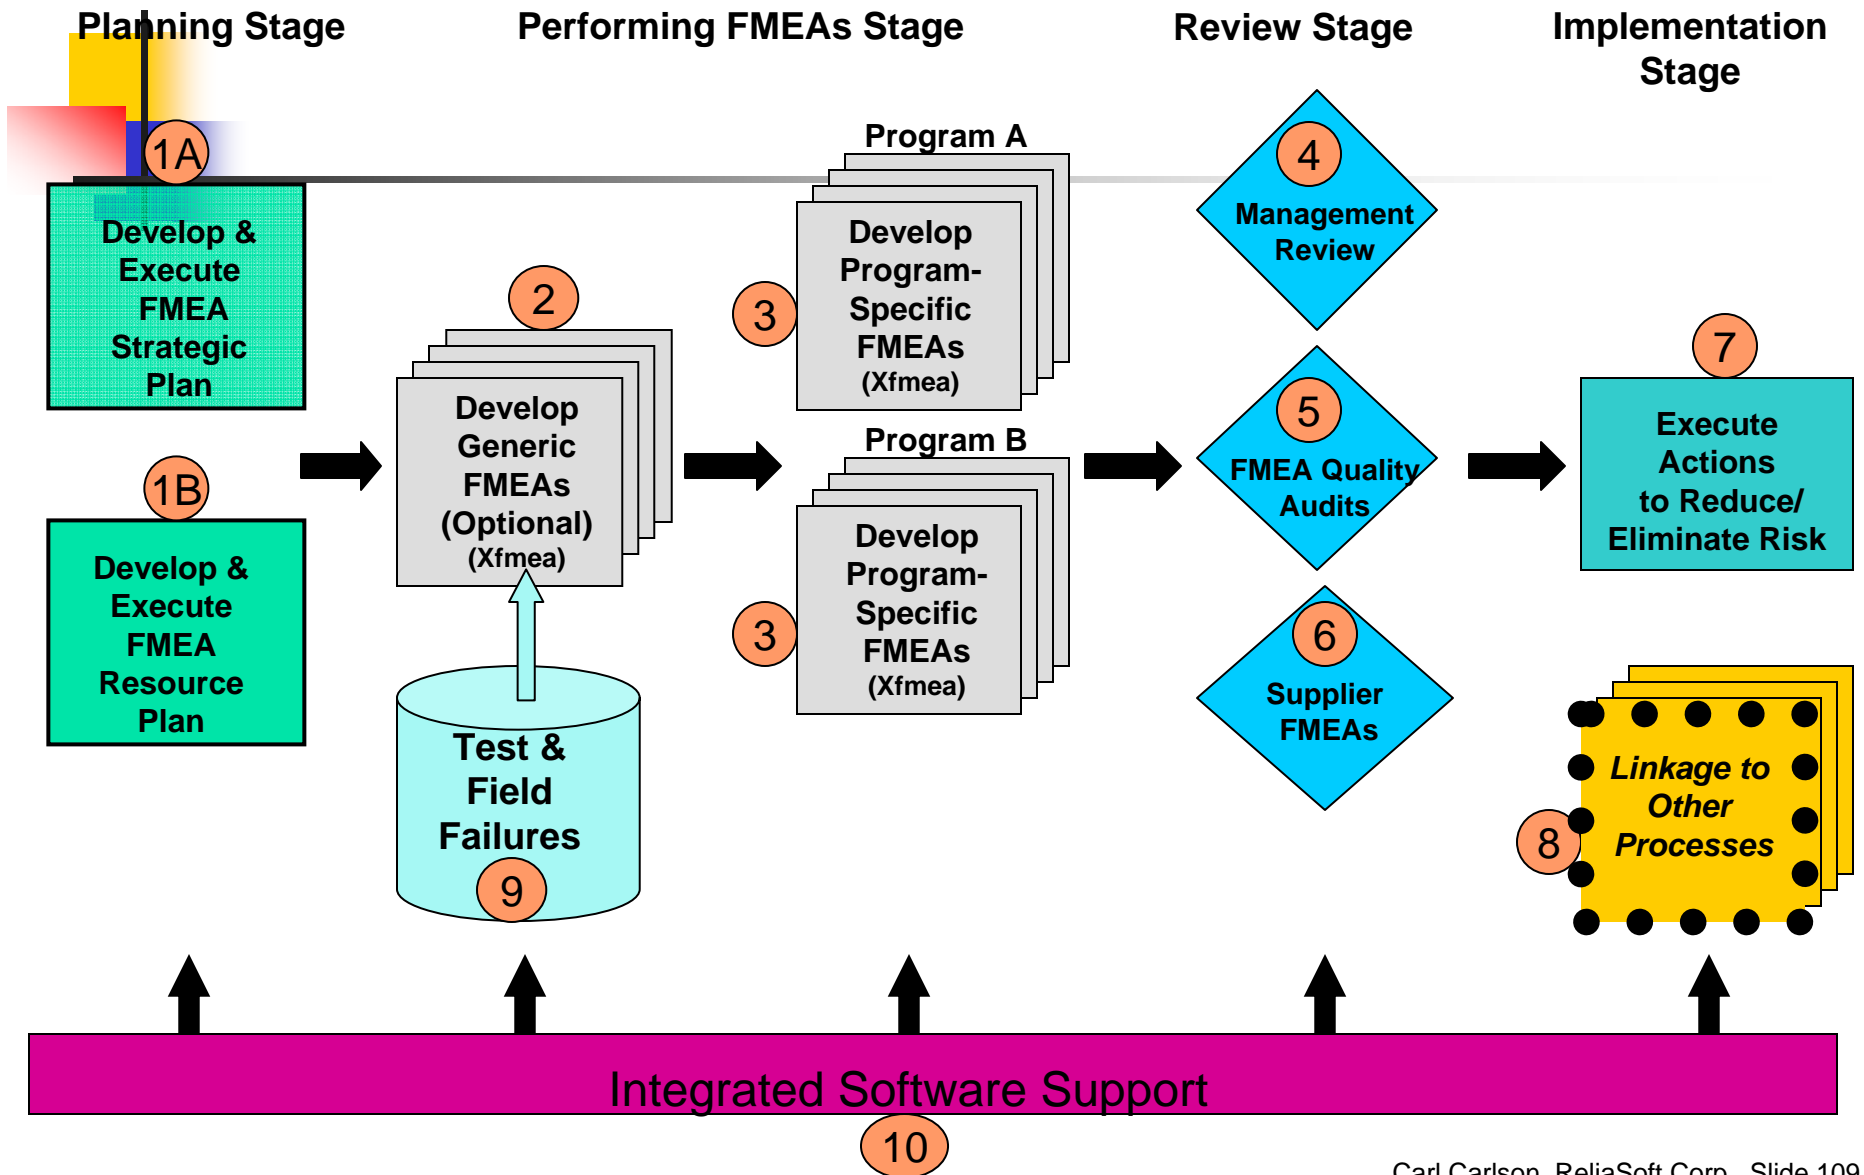 Planning Stage
Performing FMEAs Stage
Review Stage
Implementation
Stage
1A
Develop &
Execute
FMEA
Strategic
Plan
1B
Develop &
Execute
FMEA
Resource
Plan
2
Develop
Generic
FMEAs
(Optional)
(Xfmea)
Test &
Field
Failures
9
Program A
3
Develop
Program-
Specific
FMEAs
(Xfmea)
Program B
3
Develop
Program-
Specific
FMEAs
(Xfmea)
4
Management
Review
5
FMEA Quality
Audits
6
Supplier
FMEAs
7
Execute
Actions
to Reduce/
Eliminate Risk
8
Linkage to
Other
Processes
Integrated Software Support
10
Carl Carlson, ReliaSoft Corp., Slide 109